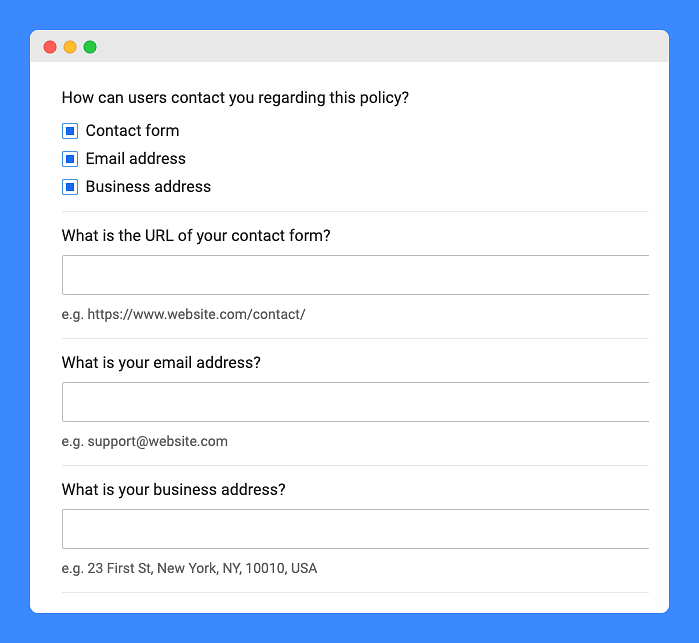 How can users contact you regarding this policy?
Contact form
Email address
Business address
What is the URL of your contact form?
e.g. https://www.website.com/contact/
What is your email address?
e.g. support@website.com
What is your business address?
e.g. 23 First St, New York, NY, 10010, USA